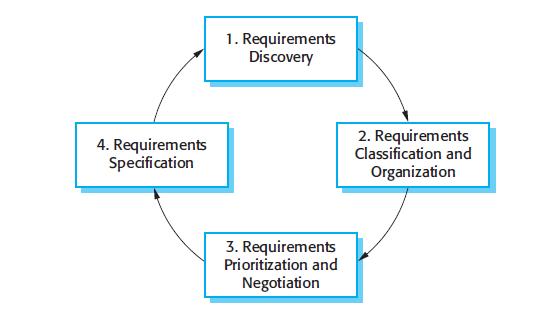 1. Requirements
Discovery
2. Requirements
Classification and
Organization
3. Requirements
Prioritization and
Negotiation
4. Requirements
Specification